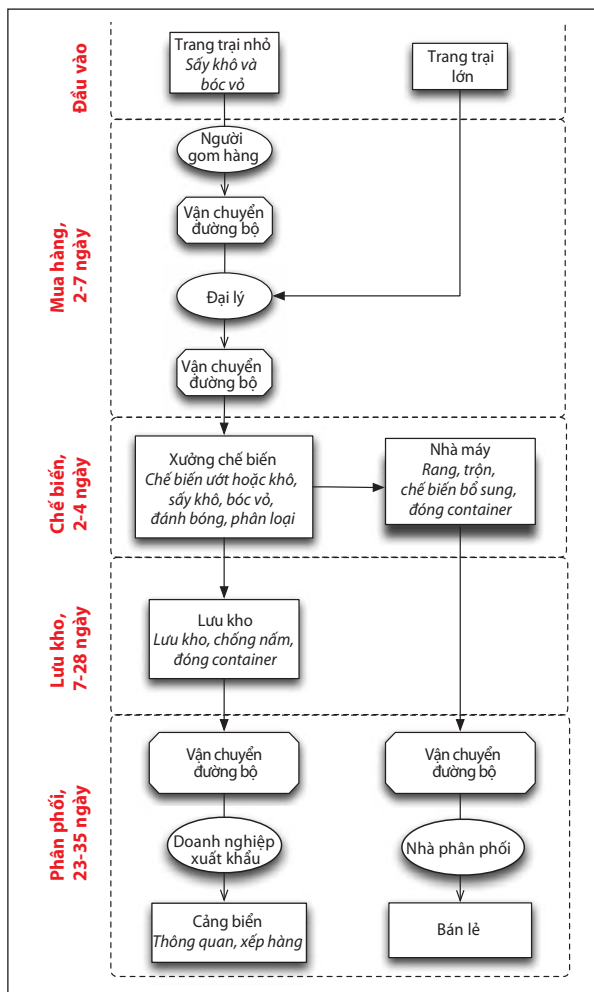 Đầu vào
Trang trại nhỏ
Sấy khô và
bóc vỏ
Trang trại
lớn
Mua hàng,
2-7 ngày
Người
gom hàng
Vận chuyển
đường bộ
Đại lý
Vận chuyển
đường bộ
Chế biến,
2-4 ngày
Xưởng chế biến
Chế biến ướt hoặc khô,
sấy khô, bóc vỏ,
đánh bóng, phân loại
Nhà máy
Rang, trộn,
chế biến bổ sung,
đóng container
Lưu kho,
7-28 ngày
Lưu kho
Lưu kho, chống nấm,
đóng container
Phân phối,
23-35 ngày
Vận chuyển
đường bộ
Doanh nghiệp
xuất khẩu
Cảng biển
Thông quan, xếp hàng
Vận chuyển
đường bộ
Nhà phân phối
Bán lẻ